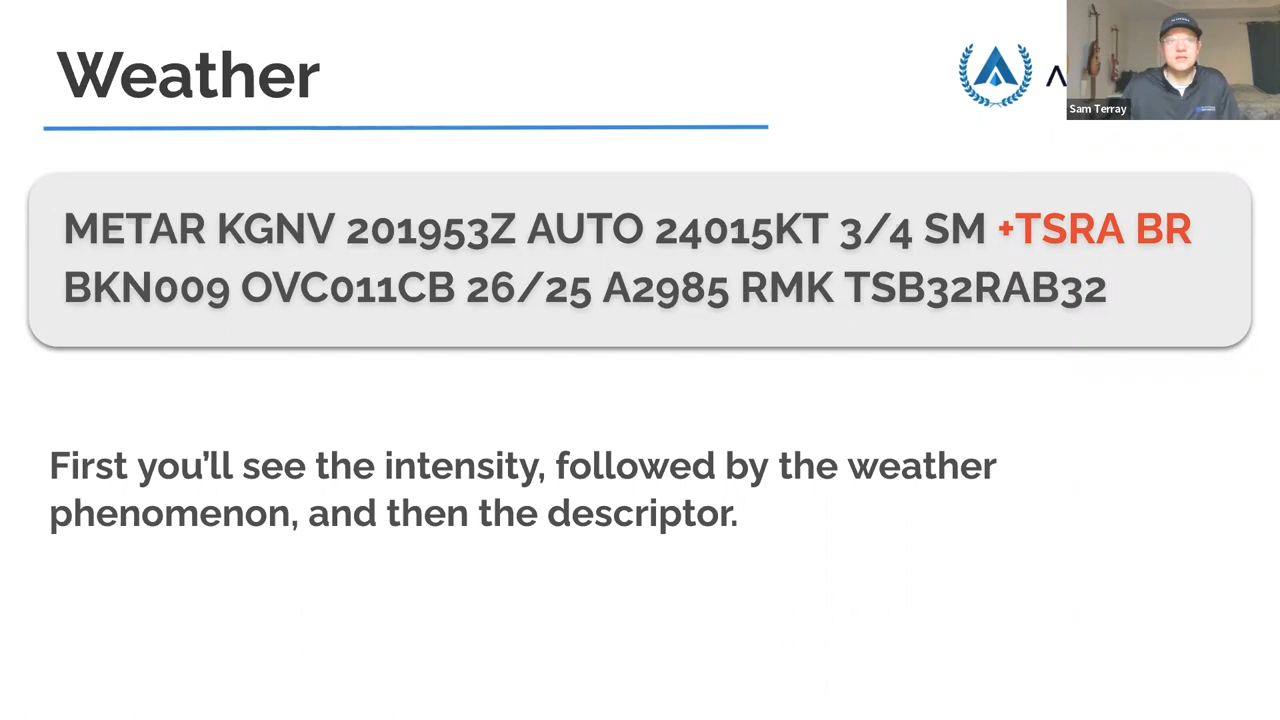 Weather
Sam Terray
METAR KGNV 201953Z AUTO 24015KT 3/4 SM +TSRA BR
BKN009 OVC011CB 26/25 A2985 RMK TSB32RAB32
First you’ll see the intensity, followed by the weather
phenomenon, and then the descriptor.